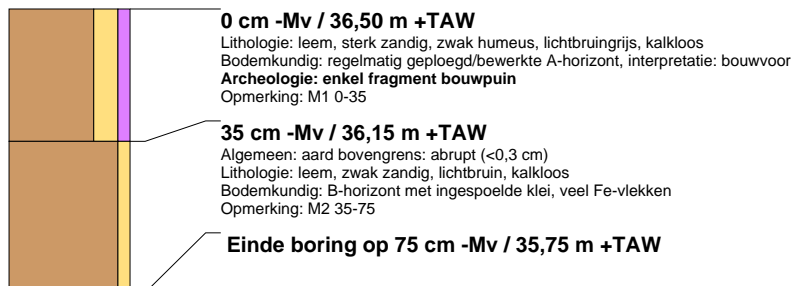 0 cm -Mv / 36,50 m +TAW
Lithologie: leem, sterk zandig, zwak humeus, lichtbruingrijs, kalkloos
Bodemkundig: regelmatig geploegd/bewerkte A-horizont, interpretatie: bouwvoor
Archeologie: enkel fragment bouwpuin
Opmerking: M1 0-35
35 cm -Mv / 36,15 m +TAW
Algemeen: aard bovengrens: abrupt (<0,3 cm)
Lithologie: leem, zwak zandig, lichtbruin, kalkloos
Bodemkundig: B-horizont met ingespoelde klei, veel Fe-vlekken
Opmerking: M2 35-75
Einde boring op 75 cm -Mv / 35,75 m +TAW